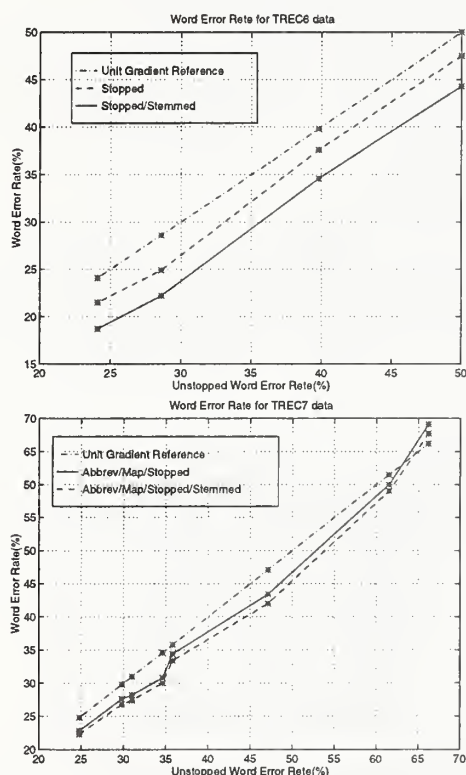 Word Error Rete for TREC6 data
50
45
40
35
30
25
20
15
Word Error Rate(%)
Unit Gradient Reference
Stopped
Stopped/Stemmed
20 25 30 35 40 45 50
Unstopped Word Error Rate(%)
Word Error Rate for TREC7 data
70
65
60
55
50
45
40
35
30
25
20
Word Error Rate(%)
Unit Gradient Reference
Abbrev/Map/Stopped
Abbrev/Map/Stopped/Stemmed
20 25 30 35 40 45 50 55 60 65 70
Unstopped Word Error Rate(%)